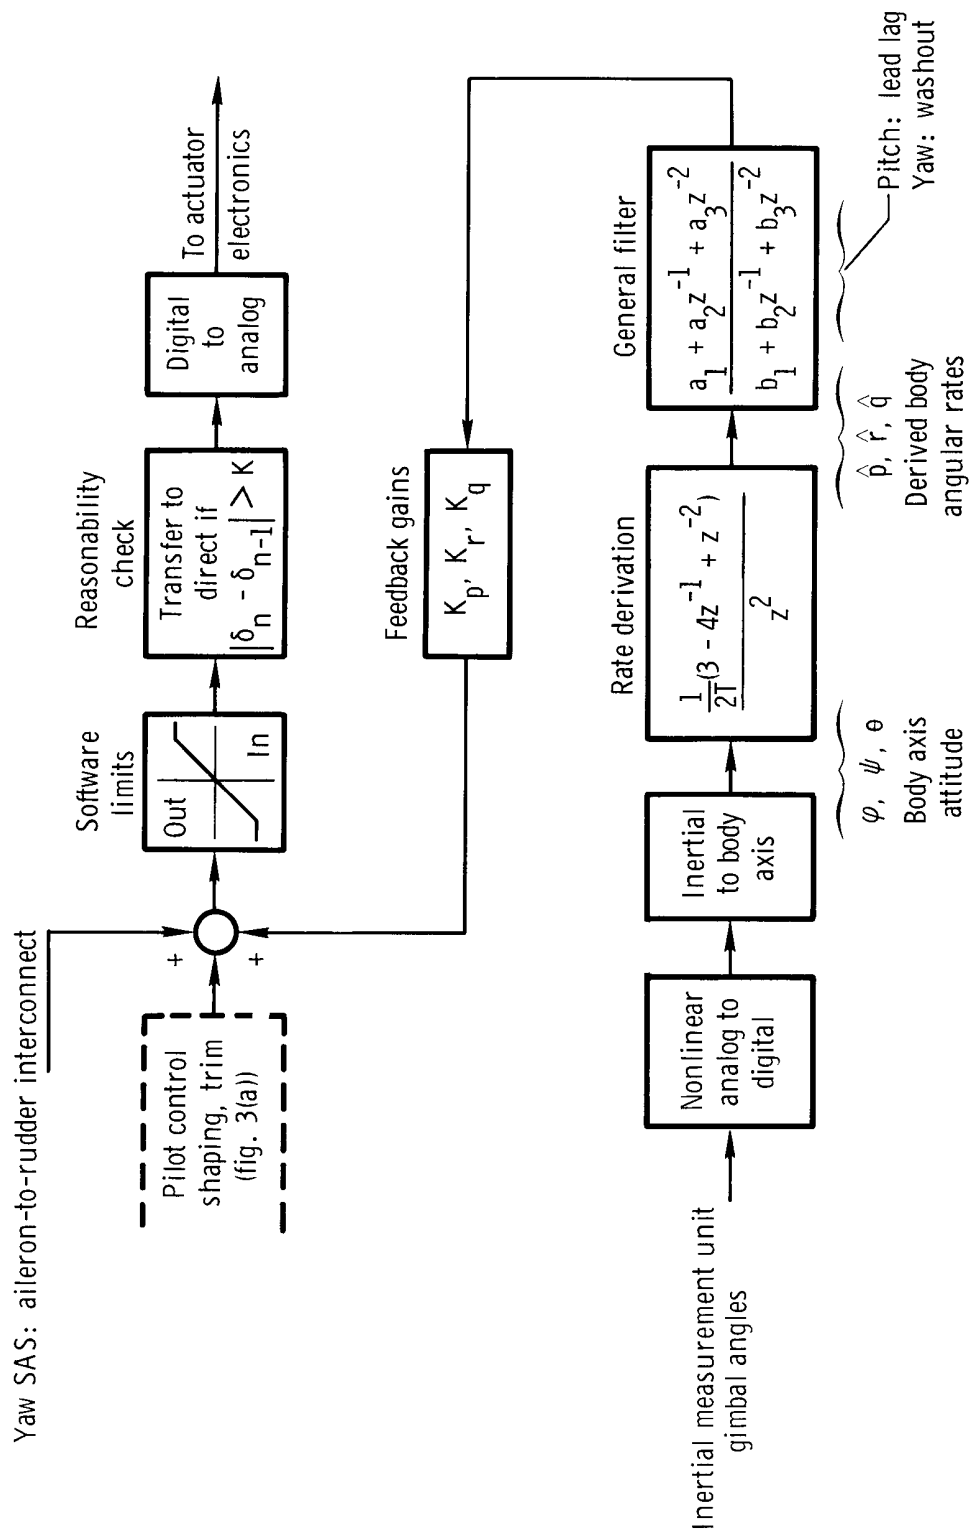 Yaw SAS: aileron-to-rudder interconnect
Pilot control
shaping, trim
(fig. 3(a))
+
+
Software
limits
Out
In
Reasonability
check
Transfer to
direct if
|δn - δn-1| > K
Digital
to
analog
To actuator
electronics
Feedback gains
Kp, Kr, Kq
Inertial measurement unit
gimbal angles
Nonlinear
analog to
digital
Inertial
to body
axis
φ, ψ, θ
Body axis
attitude
Rate derivation
1/2T (3 - 4z^-1 + z^-2)
z^2
p̂, r̂, q̂
Derived body
angular rates
General filter
a1 + a2z^-1 + a3z^-2
b1 + b2z^-1 + b3z^-2
Pitch: lead lag
Yaw: washout